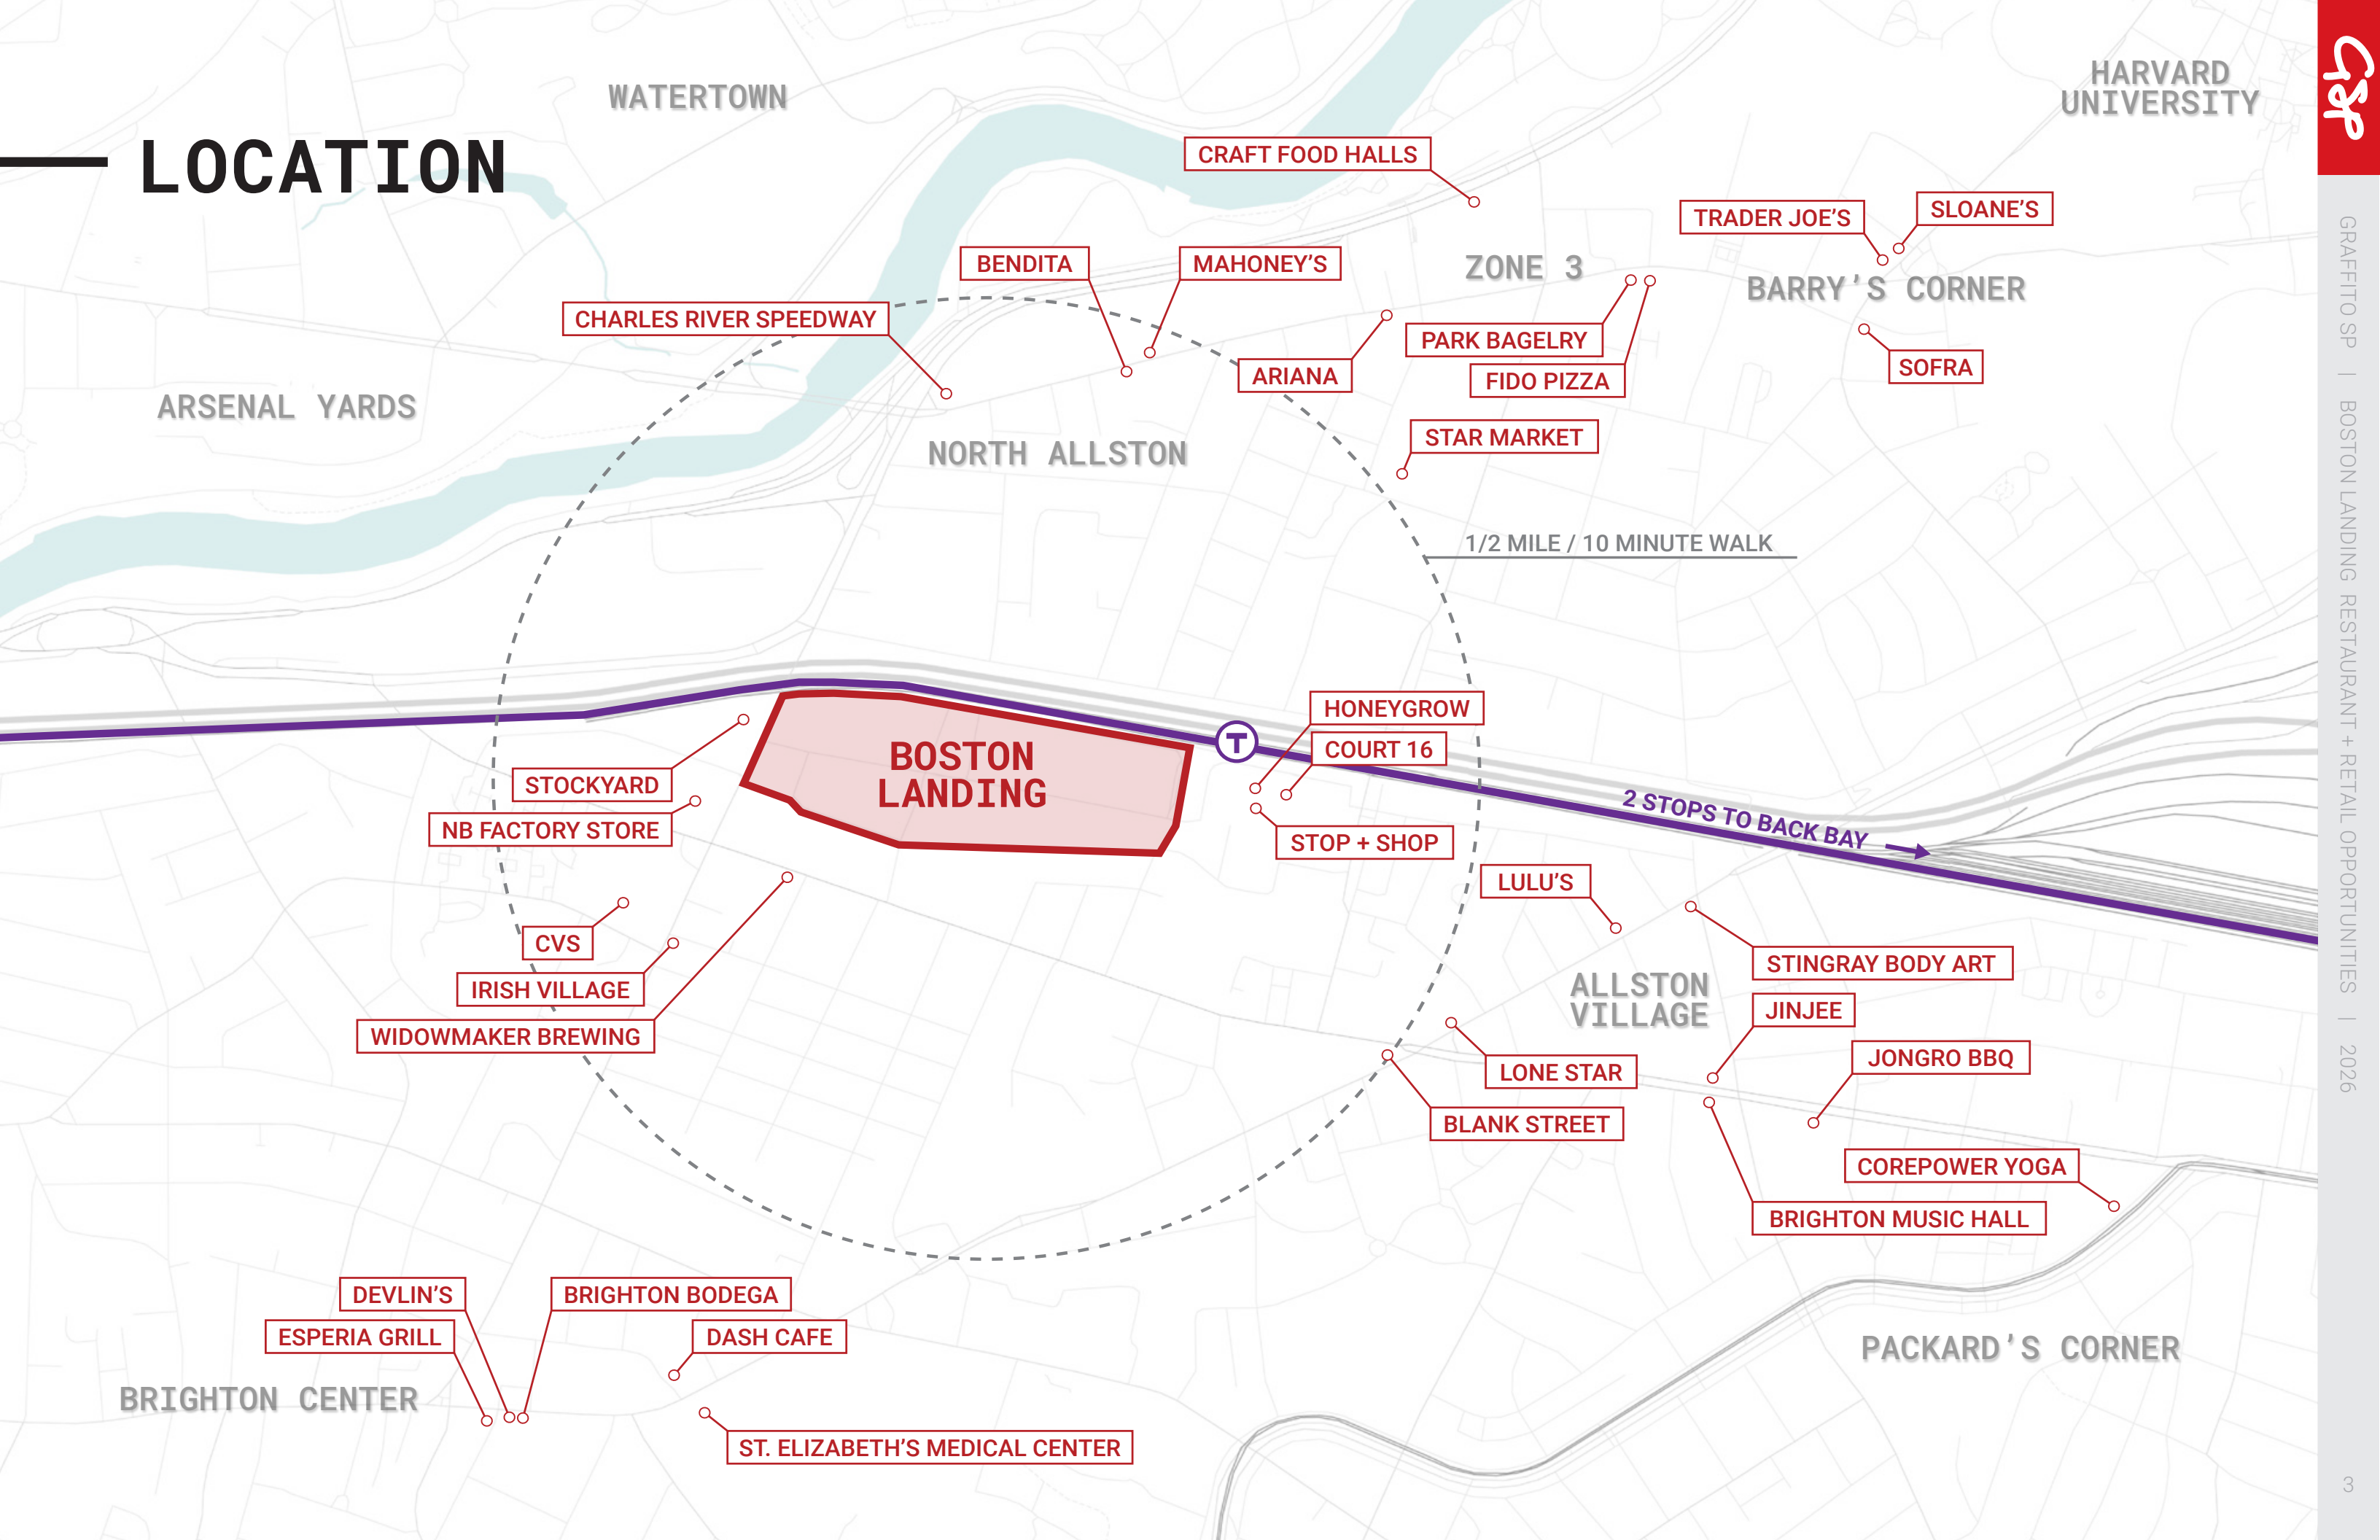 LOCATION
WATERTOWN
HARVARD
UNIVERSITY
CRAFT FOOD HALLS
TRADER JOE'S
SLOANE'S
BENDITA
MAHONEY'S
ZONE 3
BARRY'S CORNER
CHARLES RIVER SPEEDWAY
PARK BAGELRY
ARIANA
FIDO PIZZA
SOFRA
ARSENAL YARDS
NORTH ALLSTON
STAR MARKET
1/2 MILE / 10 MINUTE WALK
HONEYGROW
T
COURT 16
BOSTON
LANDING
STOCKYARD
NB FACTORY STORE
STOP + SHOP
2 STOPS TO BACK BAY
LULU'S
CVS
IRISH VILLAGE
WIDOWMAKER BREWING
STINGRAY BODY ART
ALLSTON
VILLAGE
JINJEE
JONGRO BBQ
LONE STAR
BLANK STREET
COREPOWER YOGA
BRIGHTON MUSIC HALL
DEVLIN'S
BRIGHTON BODEGA
ESPERIA GRILL
DASH CAFE
PACKARD'S CORNER
BRIGHTON CENTER
ST. ELIZABETH'S MEDICAL CENTER
GSP
GRAFFITO SP | BOSTON LANDING RESTAURANT + RETAIL OPPORTUNITIES | 2026
3